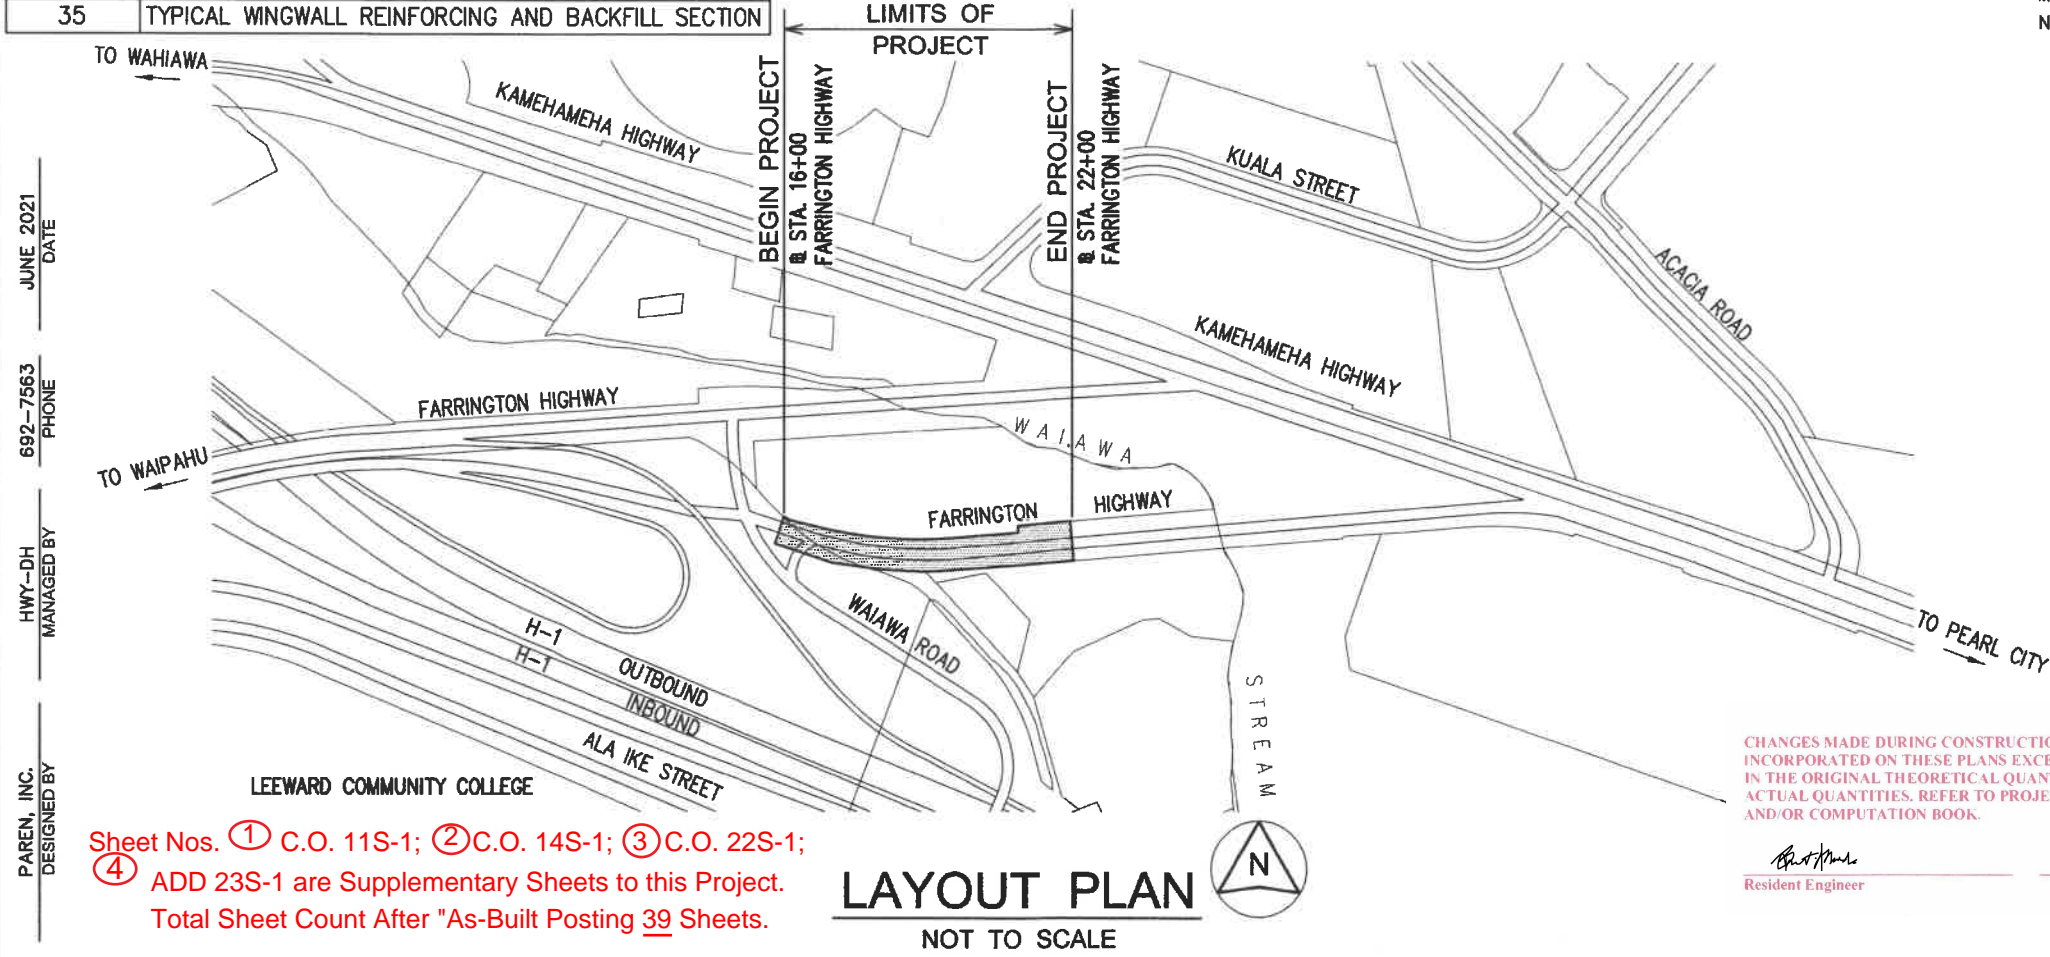 35 TYPICAL WINGWALL REINFORCING AND BACKFILL SECTION
LIMITS OF
PROJECT
N
TO WAHIAWA
KAMEHAMEHA HIGHWAY
BEGIN PROJECT
@ STA. 16+00
FARRINGTON HIGHWAY
END PROJECT
@ STA. 22+00
FARRINGTON HIGHWAY
KUALA STREET
ACACIA ROAD
KAMEHAMEHA HIGHWAY
JUNE 2021
DATE
692-7563
PHONE
HWY-DH
MANAGED BY
PAREN, INC.
DESIGNED BY
FARRINGTON HIGHWAY
TO WAIPAHU
WAIAWA
FARRINGTON HIGHWAY
WAIAWA ROAD
STREAM
TO PEARL CITY
H-1 OUTBOUND
H-1 INBOUND
ALA IKE STREET
LEEWARD COMMUNITY COLLEGE
Sheet Nos. 1 C.O. 11S-1; 2 C.O. 14S-1; 3 C.O. 22S-1;
4 ADD 23S-1 are Supplementary Sheets to this Project.
Total Sheet Count After "As-Built Posting 39 Sheets.
LAYOUT PLAN
NOT TO SCALE
N
CHANGES MADE DURING CONSTRUCTIO
INCORPORATED ON THESE PLANS EXCE
IN THE ORIGINAL THEORETICAL QUAN
ACTUAL QUANTITIES. REFER TO PROJE
AND/OR COMPUTATION BOOK.
Resident Engineer